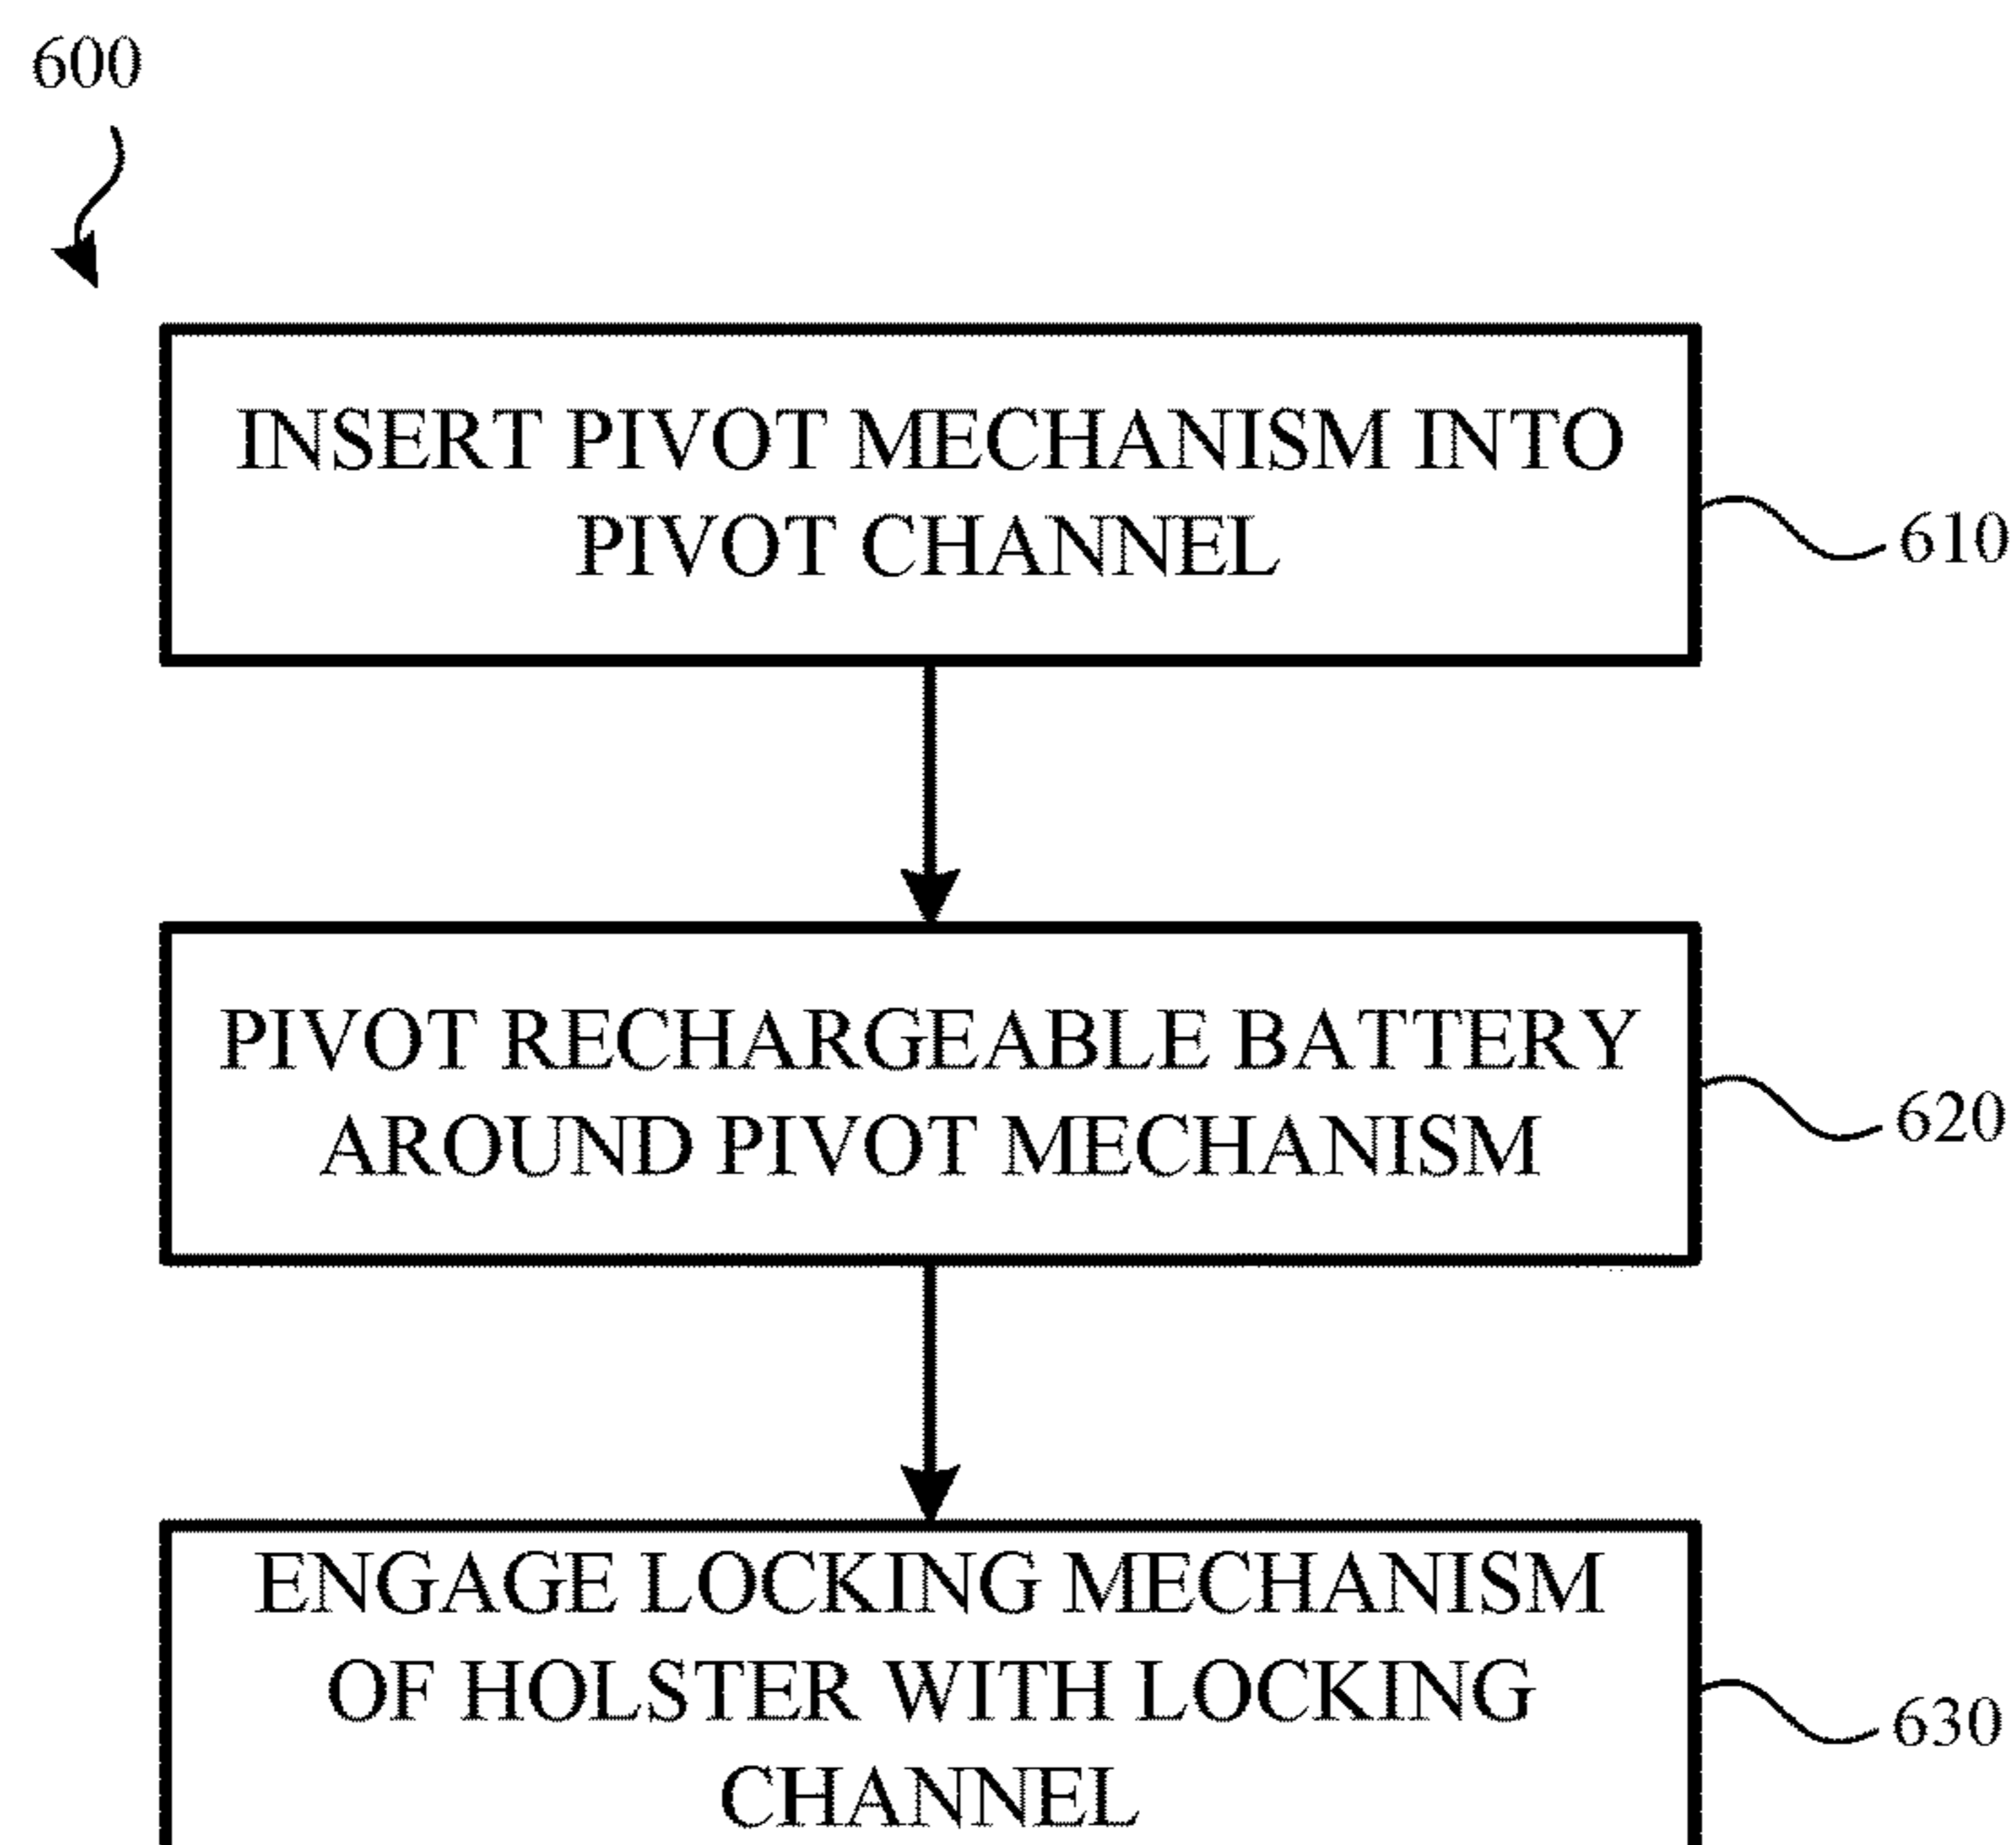 600
INSERT PIVOT MECHANISM INTO
PIVOT CHANNEL
610
PIVOT RECHARGEABLE BATTERY
AROUND PIVOT MECHANISM
620
ENGAGE LOCKING MECHANISM
OF HOLSTER WITH LOCKING
CHANNEL
630